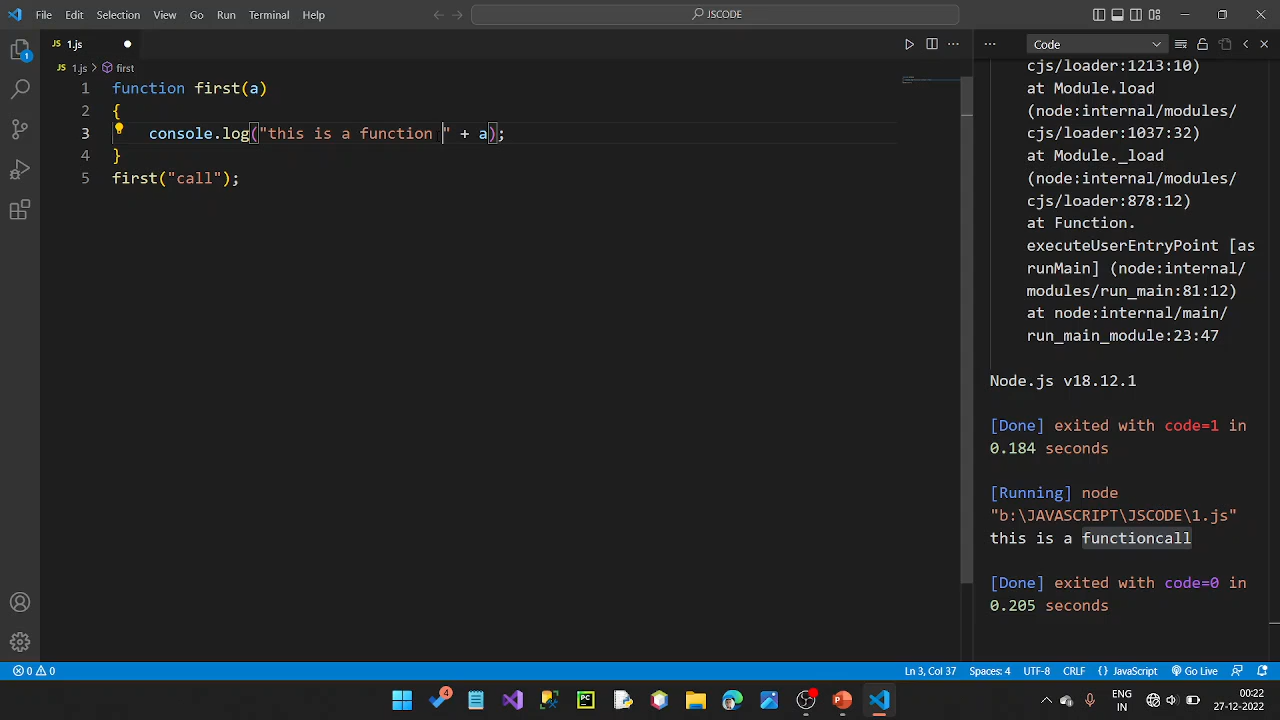 File Edit Selection View Go Run Terminal Help
JSCODE
JS 1.js
Code
JS 1.js > first
1 function first(a)
2 {
3 console.log("this is a function " + a);
4 }
5 first("call");
cjs/loader:1213:10)
at Module.load
(node:internal/modules/
cjs/loader:1037:32)
at Module._load
(node:internal/modules/
cjs/loader:878:12)
at Function.
executeUserEntryPoint [as
runMain] (node:internal/
modules/run_main:81:12)
at node:internal/main/
run_main_module:23:47
Node.js v18.12.1
[Done] exited with code=1 in
0.184 seconds
[Running] node
"b:\JAVASCRIPT\JSCODE\1.js"
this is a functioncall
[Done] exited with code=0 in
0.205 seconds
1
0 0
Ln 3, Col 37 Spaces: 4 UTF-8 CRLF {} JavaScript Go Live
4
PC
P
ENG
IN
00:22
27-12-2022